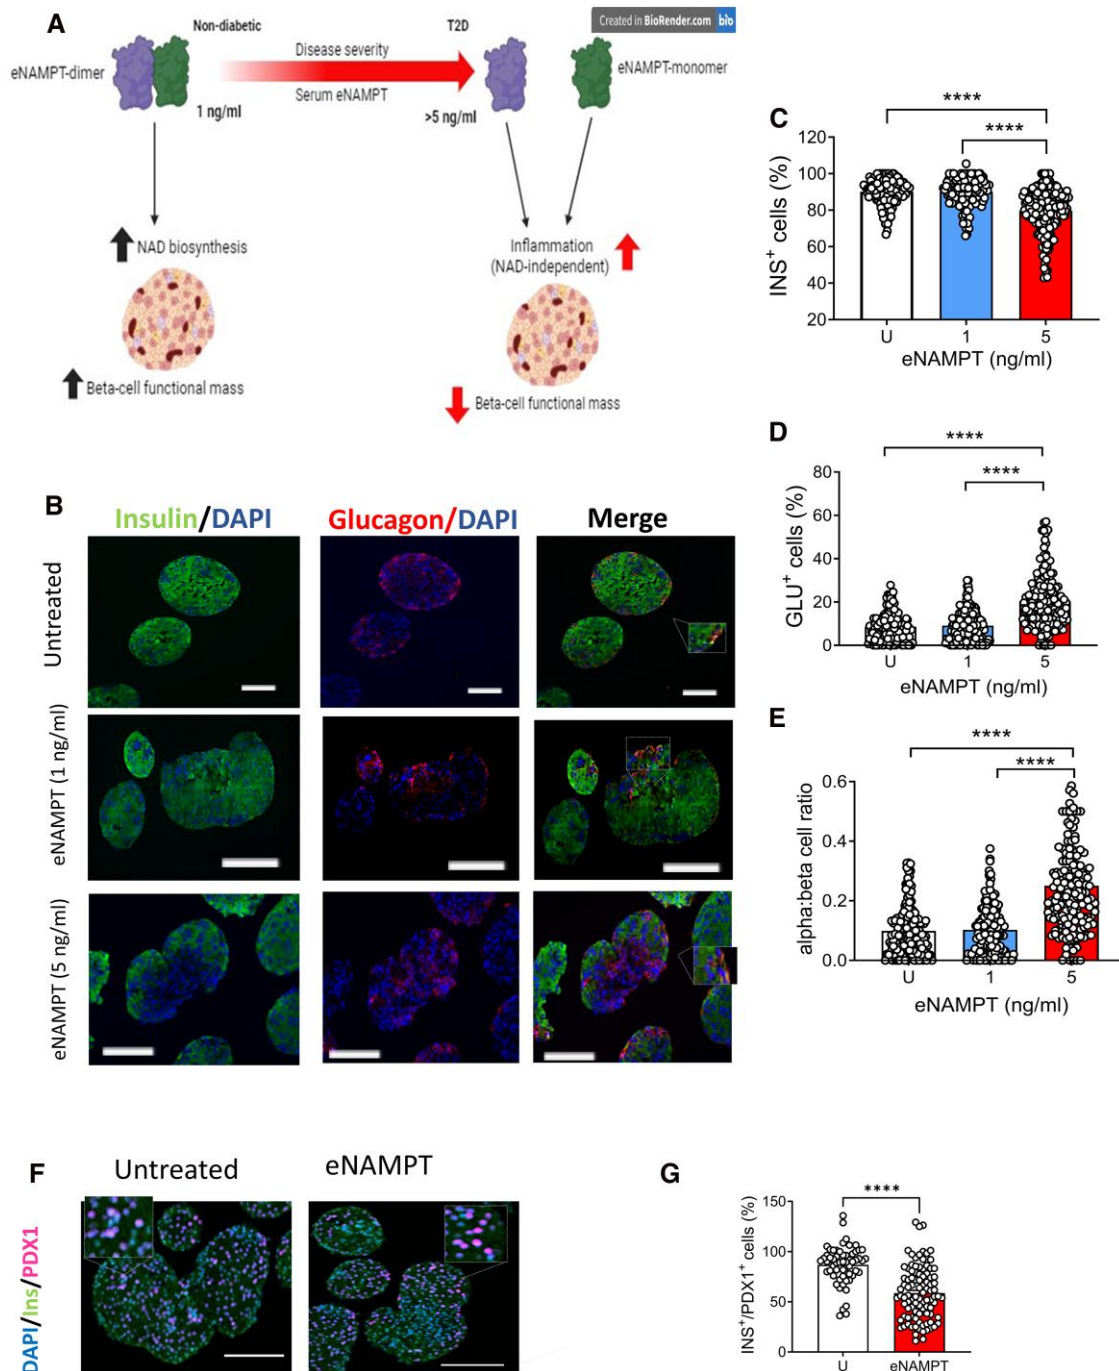 A
Created in BioRender.com bio
Non-diabetic
T2D
Disease severity
eNAMPT-dimer
eNAMPT-monomer
Serum eNAMPT
1 ng/ml
>5 ng/ml
NAD biosynthesis
Inflammation
(NAD-independent)
Beta-cell functional mass
Beta-cell functional mass
B
Insulin/DAPI
Glucagon/DAPI
Merge
Untreated
eNAMPT (1 ng/ml)
eNAMPT (5 ng/ml)
C
****
****
INS+ cells (%)
120
100
80
60
40
20
U
1
5
eNAMPT (ng/ml)
D
****
****
GLU+ cells (%)
80
60
40
20
0
U
1
5
eNAMPT (ng/ml)
E
****
****
alpha:beta cell ratio
0.6
0.4
0.2
0.0
U
1
5
eNAMPT (ng/ml)
F
Untreated
eNAMPT
DAPI/Ins/PDX1
G
****
INS+/PDX1+ cells (%)
150
100
50
0
U
eNAMPT